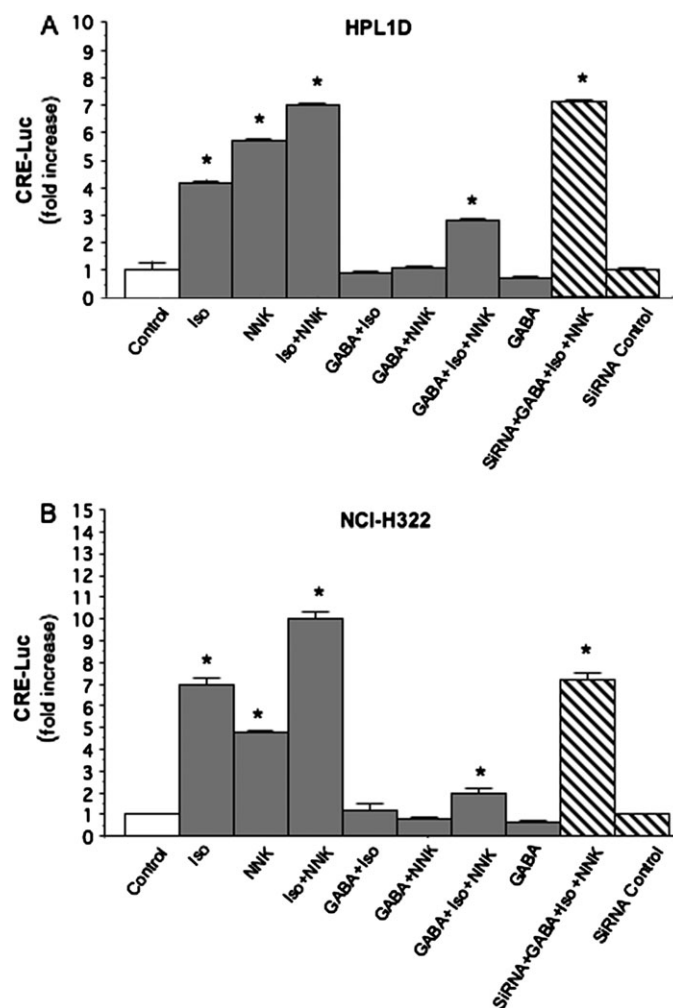 A
HPL1D
CRE-Luc
(fold increase)
10
9
8
7
6
5
4
3
2
1
0
*
*
*
*
*
Control
Iso
NNK
Iso+NNK
GABA+Iso
GABA+NNK
GABA+Iso+NNK
GABA
SiRNA+GABA+Iso+NNK
SiRNA Control
B
NCI-H322
CRE-Luc
(fold increase)
15
14
13
12
11
10
9
8
7
6
5
4
3
2
1
0
*
*
*
*
*
Control
Iso
NNK
Iso+NNK
GABA+Iso
GABA+NNK
GABA+Iso+NNK
GABA
SiRNA+GABA+Iso+NNK
SiRNA Control